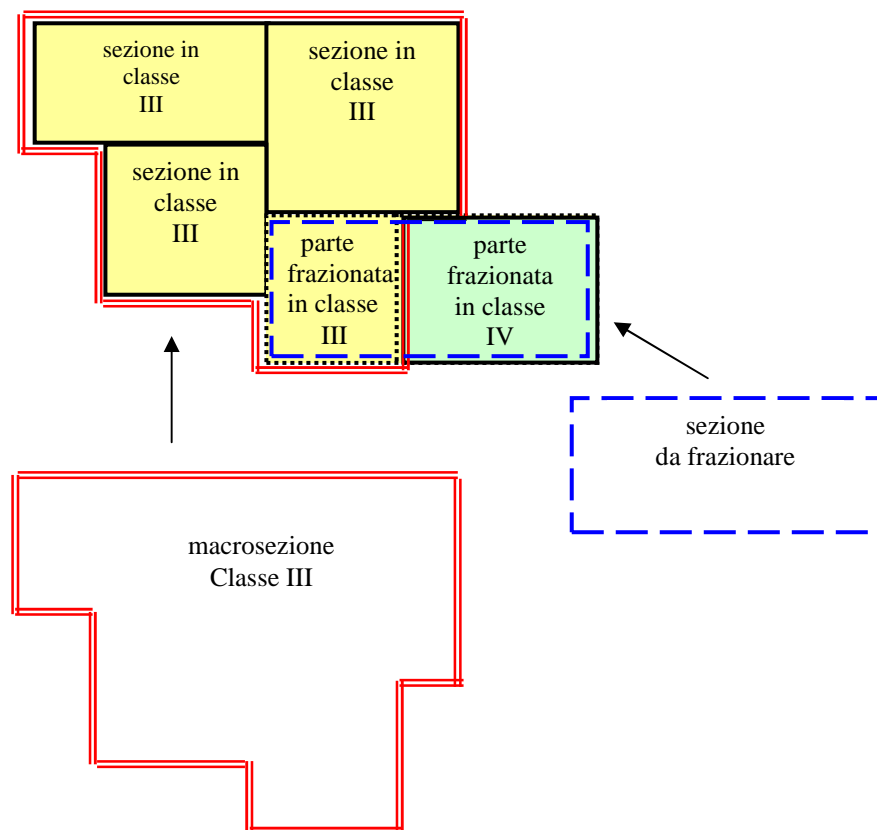 sezione in
classe
III
sezione in
classe
III
sezione in
classe
III
parte
frazionata
in classe
III
parte
frazionata
in classe
IV
sezione
da frazionare
macrosezione
Classe III